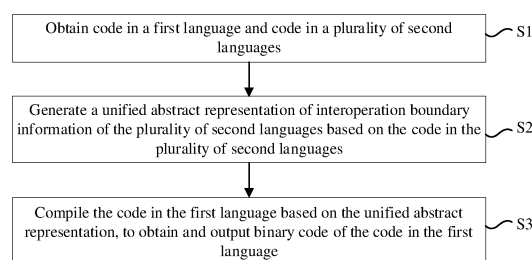 Obtain code in a first language and code in a plurality of second
languages
S1
Generate a unified abstract representation of interoperation boundary
information of the plurality of second languages based on the code in the
plurality of second languages
S2
Compile the code in the first language based on the unified abstract
representation, to obtain and output binary code of the code in the first
language
S3